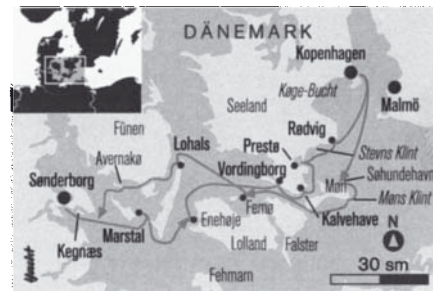 DÄNEMARK
Kopenhagen
Køge-Bucht
Malmö
Seeland
Fünen
Lohals
Rødvig
Avernakø
Prestø
Stevns Klint
Vordingborg
Søhundehavn
Sønderborg
Møn
Møns Klint
Femø
Kalvehave
Enehøje
Kegnæs
Marstal
Lolland
Falster
N
Fehmarn
30 sm
Yacht